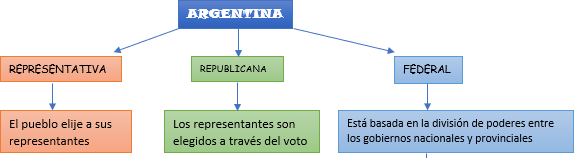 ARGENTINA
REPRESENTATIVA
REPUBLICANA
FEDERAL
El pueblo elije a sus
representantes
Los representantes son
elegidos a través del voto
Está basada en la división de poderes entre
los gobiernos nacionales y provinciales